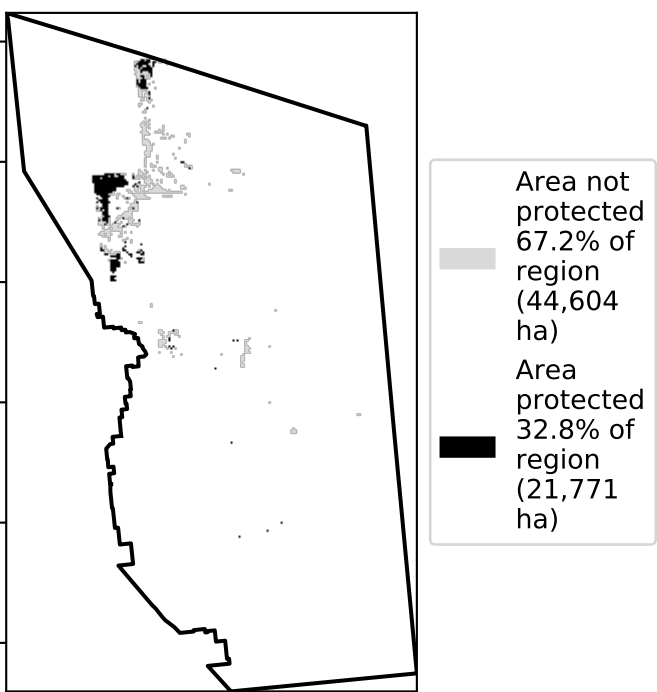 Area not
protected
67.2% of
region
(44,604
ha)
Area
protected
32.8% of
region
(21,771
ha)